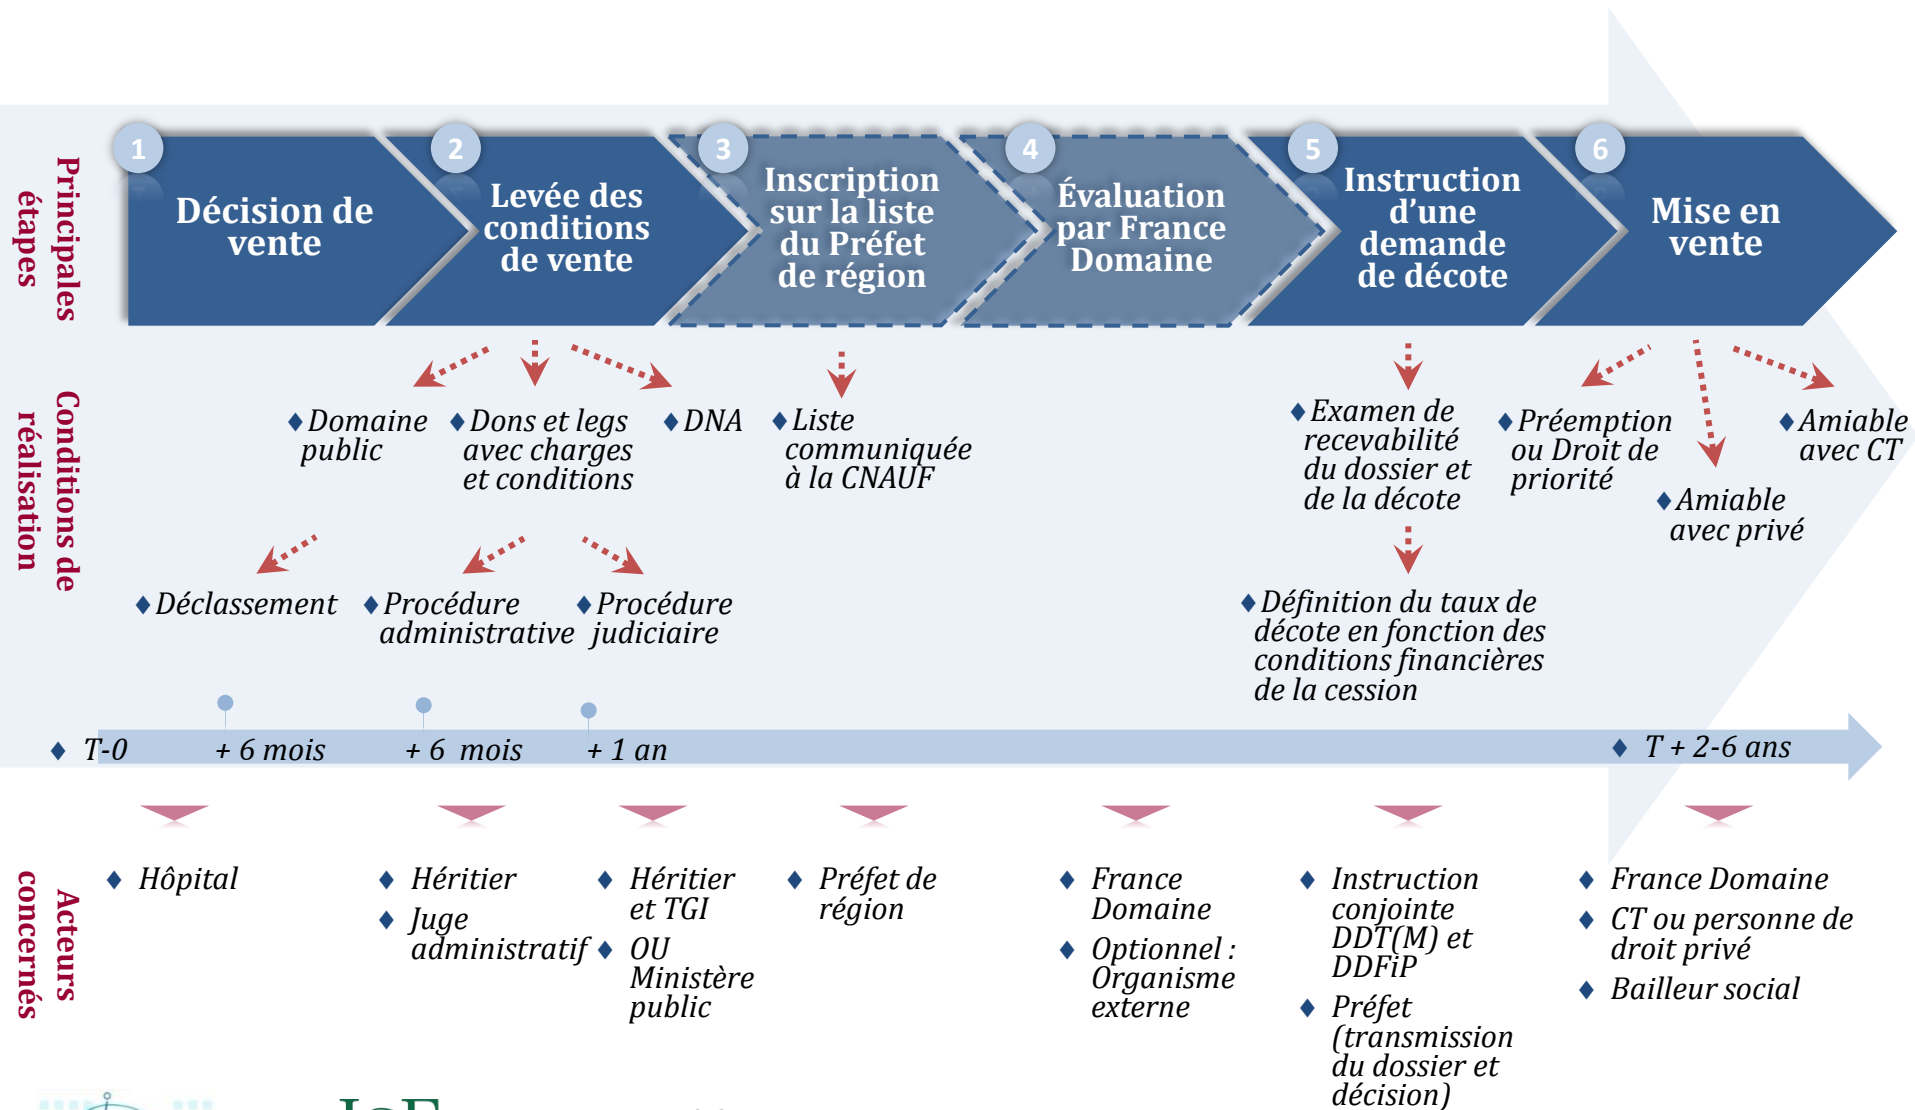 Principales
étapes
1
Décision de
vente
2
Levée des
conditions
de vente
3
Inscription
sur la liste
du Préfet
de région
4
Évaluation
par France
Domaine
5
Instruction
d'une
demande
de décote
6
Mise en
vente
Conditions de
réalisation
Domaine
public
Dons et legs
avec charges
et conditions
DNA
Liste
communiquée
à la CNAUF
Examen de
recevabilité
du dossier et
de la décote
Préemption
ou Droit de
priorité
Amiable
avec privé
Amiable
avec CT
Déclassement
Procédure
administrative
Procédure
judiciaire
Définition du taux de
décote en fonction des
conditions financières
de la cession
T-0
+ 6 mois
+ 6 mois
+ 1 an
T + 2-6 ans
Acteurs
concernés
Hôpital
Héritier
Juge
administratif
Héritier
et TGI
OU
Ministère
public
Préfet de
région
France
Domaine
Optionnel :
Organisme
externe
Instruction
conjointe
DDT(M) et
DDFiP
Préfet
(transmission
du dossier et
décision)
France Domaine
CT ou personne de
droit privé
Bailleur social